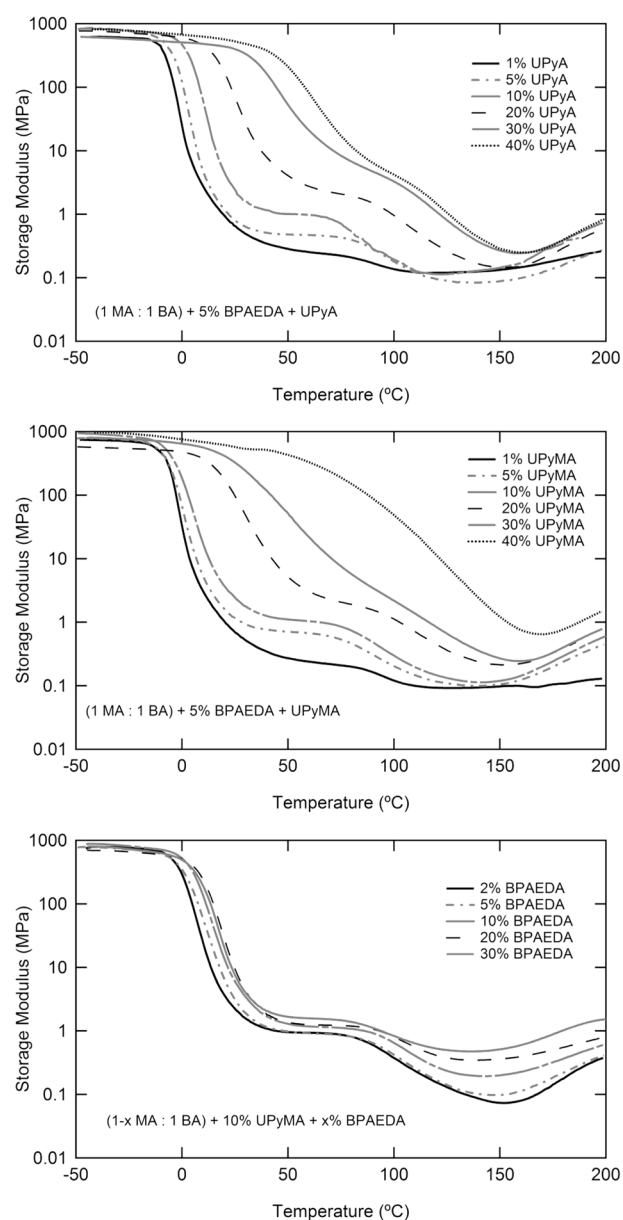 1000
100
10
1
0.1
0.01
Storage Modulus (MPa)
1% UPyA
5% UPyA
10% UPyA
20% UPyA
30% UPyA
40% UPyA
(1 MA : 1 BA) + 5% BPAEDA + UPyA
-50 0 50 100 150 200
Temperature (ºC)
1000
100
10
1
0.1
0.01
Storage Modulus (MPa)
1% UPyMA
5% UPyMA
10% UPyMA
20% UPyMA
30% UPyMA
40% UPyMA
(1 MA : 1 BA) + 5% BPAEDA + UPyMA
-50 0 50 100 150 200
Temperature (ºC)
1000
100
10
1
0.1
0.01
Storage Modulus (MPa)
2% BPAEDA
5% BPAEDA
10% BPAEDA
20% BPAEDA
30% BPAEDA
(1-x MA : 1 BA) + 10% UPyMA + x% BPAEDA
-50 0 50 100 150 200
Temperature (ºC)